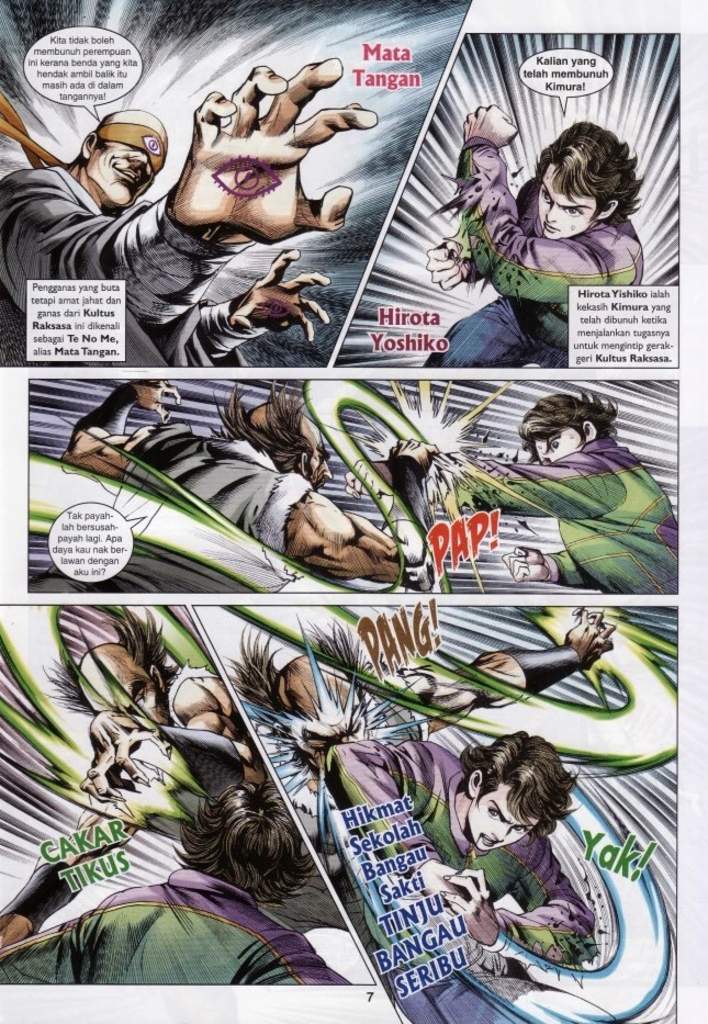 Kita tidak boleh
membunuh perempuan
ini kerana benda yang kita
hendak ambil balik itu
masih ada di dalam
tangannya!
Mata
Tangan
Pengganas yang buta
tetapi amat jahat dan
ganas dari Kultus
Raksasa ini dikenali
sebagai Te No Me,
alias Mata Tangan.
Kalian yang
telah membunuh
Kimura!
Hirota
Yoshiko
Hirota Yishiko ialah
kekasih Kimura yang
telah dibunuh ketika
menjalankan tugasnya
untuk mengintip gerak-
geri Kultus Raksasa.
Tak payah-
lah bersusah-
payah lagi. Apa
daya kau nak ber-
lawan dengan
aku ini?
PAP!
PANG!
CAKAR
TIKUS
Hikmat
Sekolah
Bangau
Sakti
TINJU
BANGAU
SERIBU
Yak!
7